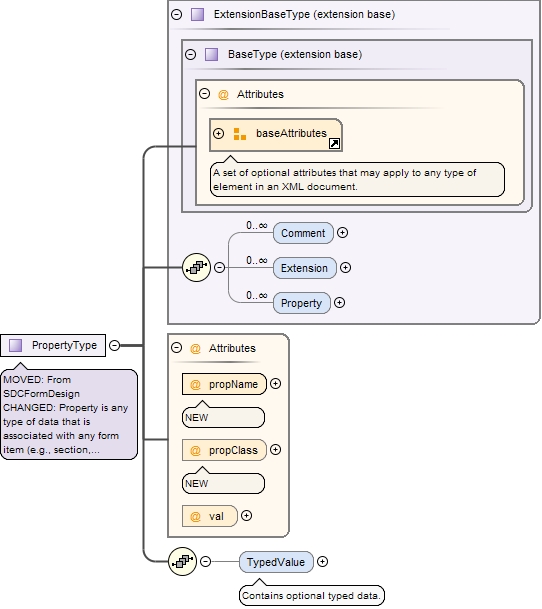 ExtensionBaseType (extension base)
BaseType (extension base)
@ Attributes
baseAttributes
A set of optional attributes that may apply to any type of
element in an XML document.
0..∞
Comment
0..∞
Extension
0..∞
Property
PropertyType
MOVED: From
SDCFormDesign
CHANGED: Property is any
type of data that is
associated with any form
item (e.g., section,...
@ Attributes
@ propName
NEW
@ propClass
NEW
@ val
TypedValue
Contains optional typed data.